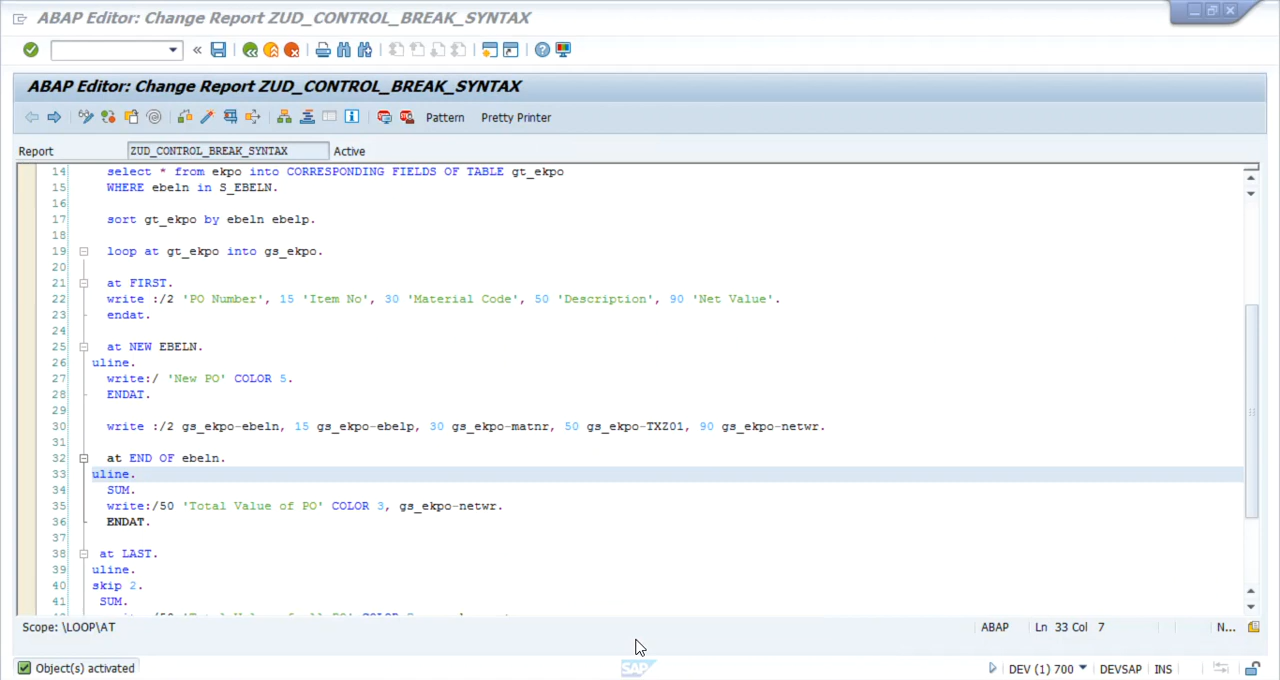 ABAP Editor: Change Report ZUD_CONTROL_BREAK_SYNTAX
ABAP Editor: Change Report ZUD_CONTROL_BREAK_SYNTAX
Pattern Pretty Printer
Report ZUD_CONTROL_BREAK_SYNTAX Active
14 select * from ekpo into CORRESPONDING FIELDS OF TABLE gt_ekpo
15 WHERE ebeln in S_EBELN.
16
17 sort gt_ekpo by ebeln ebelp.
18
19 loop at gt_ekpo into gs_ekpo.
20
21 at FIRST.
22 write :/2 'PO Number', 15 'Item No', 30 'Material Code', 50 'Description', 90 'Net Value'.
23 endat.
24
25 at NEW EBELN.
26 uline.
27 write:/ 'New PO' COLOR 5.
28 ENDAT.
29
30 write :/2 gs_ekpo-ebeln, 15 gs_ekpo-ebelp, 30 gs_ekpo-matnr, 50 gs_ekpo-TXZ01, 90 gs_ekpo-netwr.
31
32 at END OF ebeln.
33 uline.
34 SUM.
35 write:/50 'Total Value of PO' COLOR 3, gs_ekpo-netwr.
36 ENDAT.
37
38 at LAST.
39 uline.
40 skip 2.
41 SUM.
Scope: \LOOP\AT ABAP Ln 33 Col 7 N...
Object(s) activated SAP DEV (1) 700 DEVSAP INS